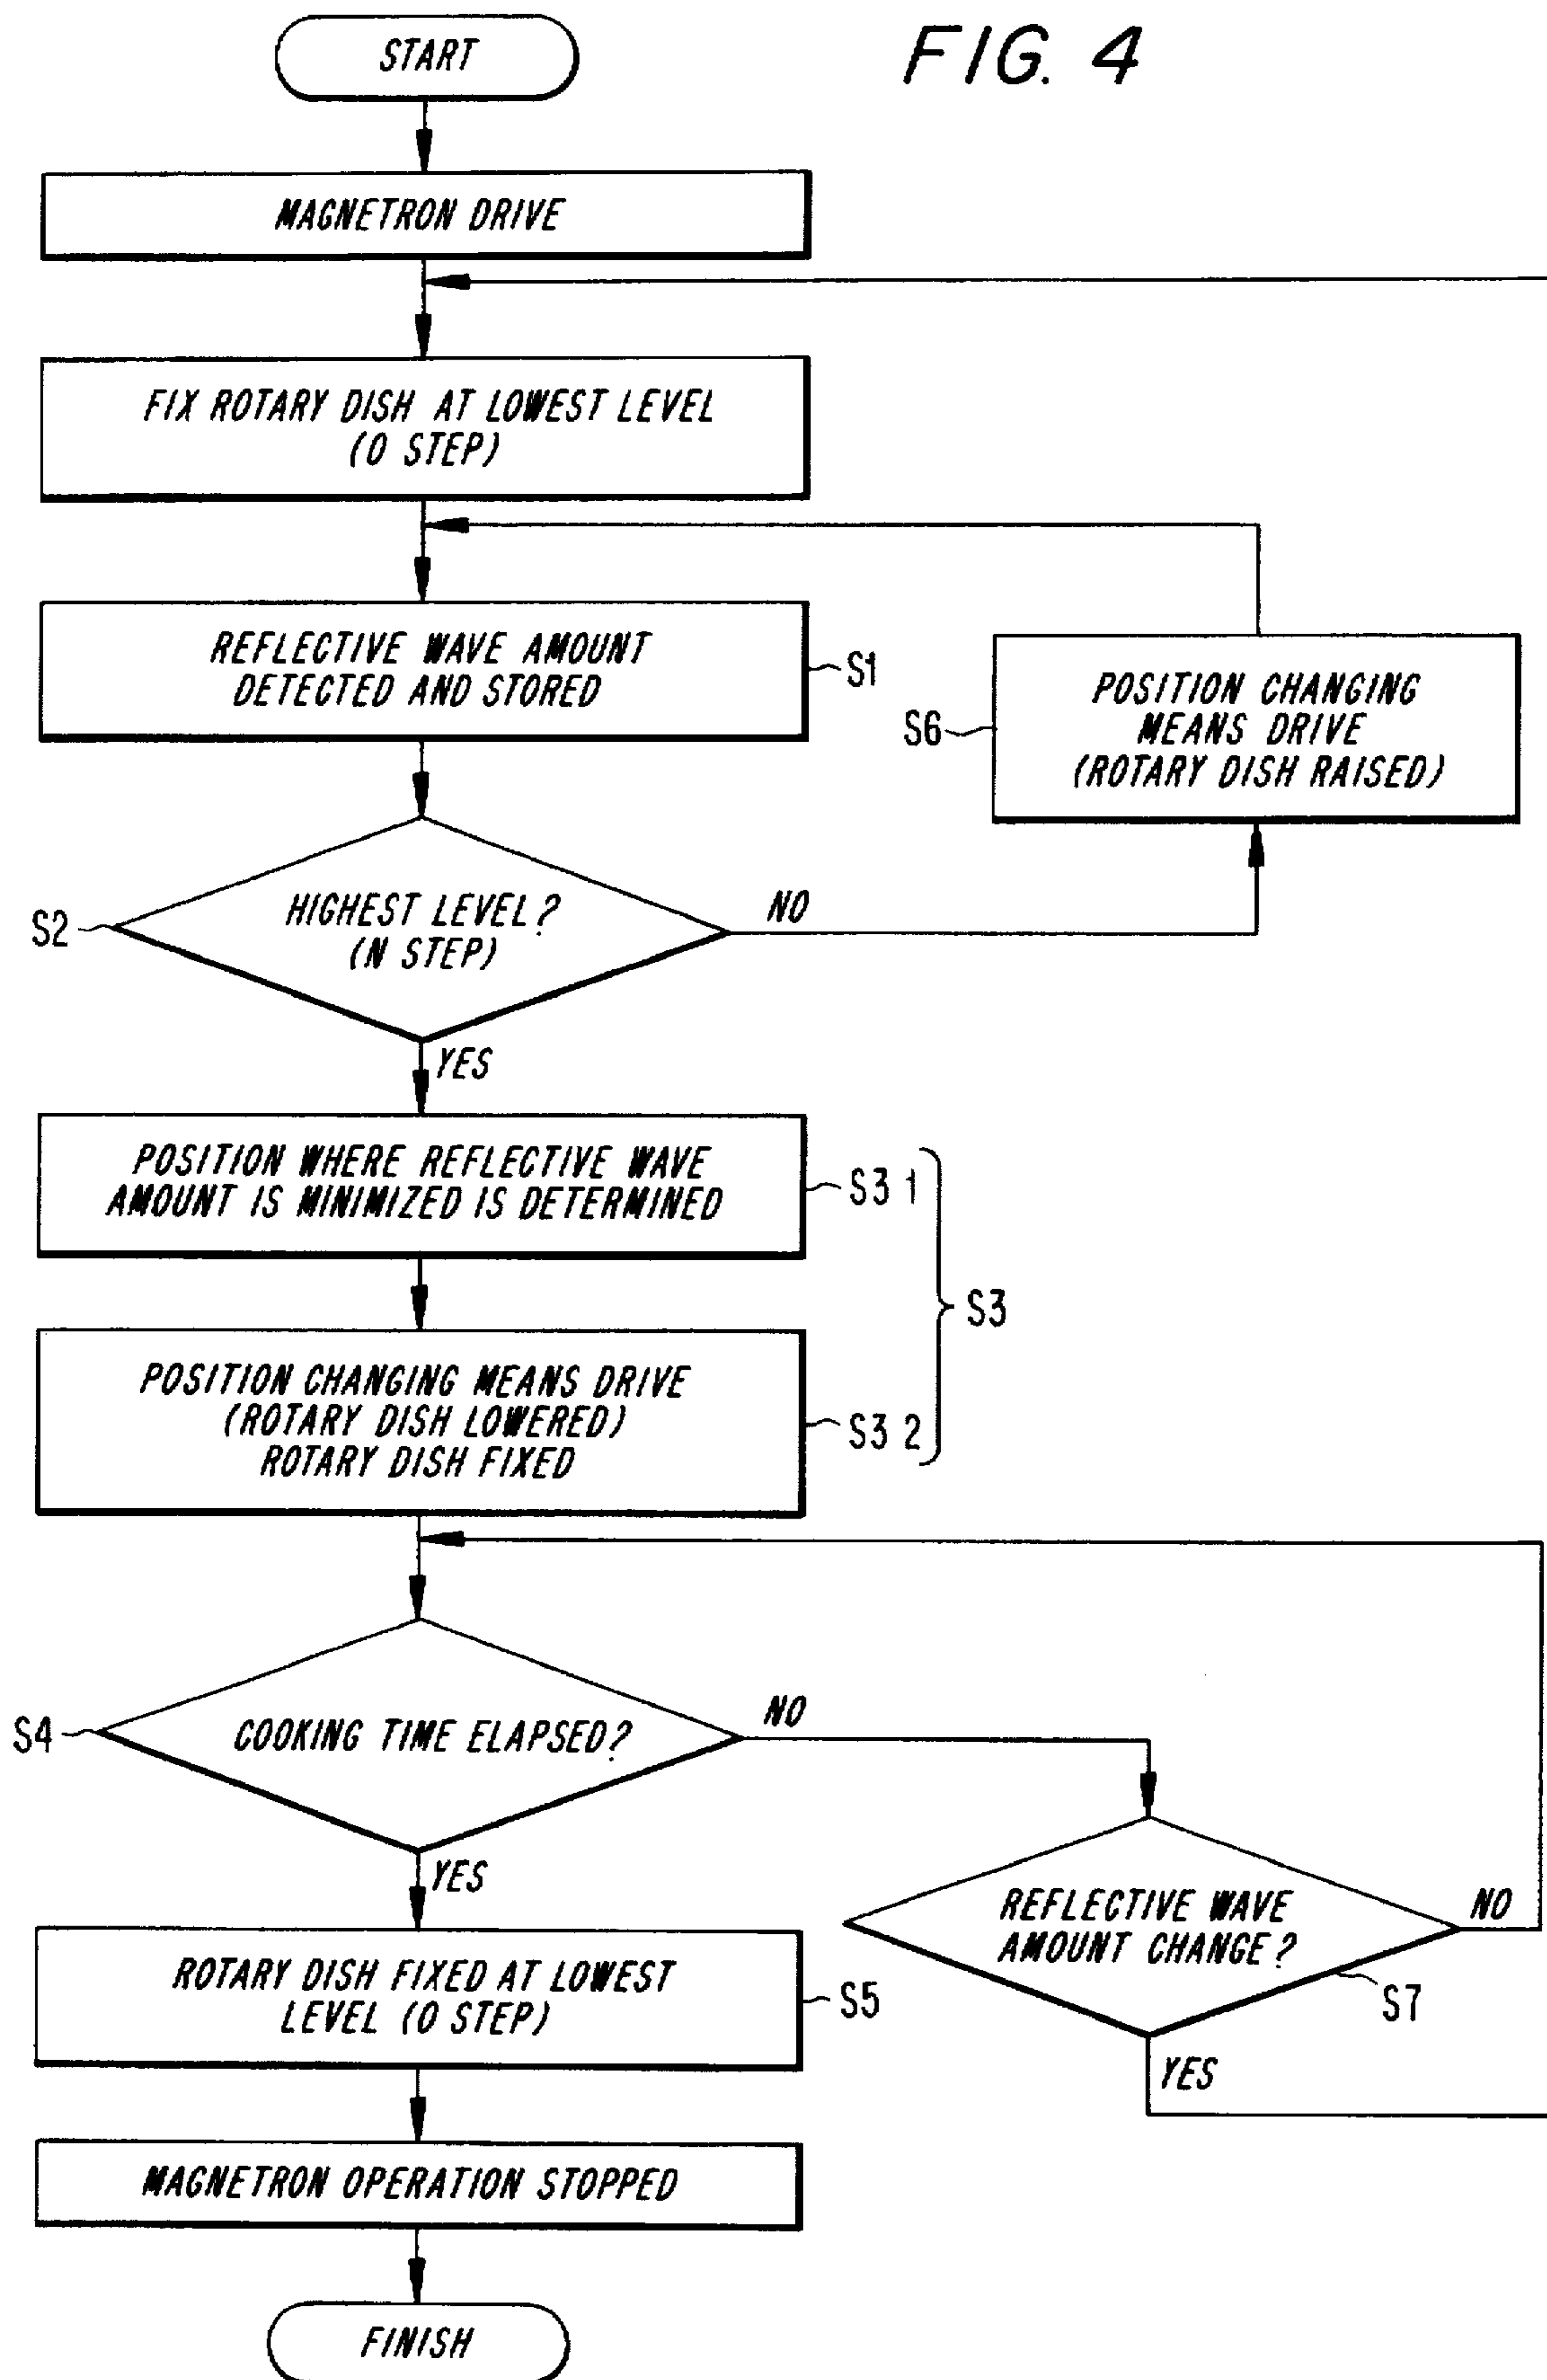 FIG. 4
START
MAGNETRON DRIVE
FIX ROTARY DISH AT LOWEST LEVEL
(0 STEP)
REFLECTIVE WAVE AMOUNT
DETECTED AND STORED
S1
POSITION CHANGING
MEANS DRIVE
(ROTARY DISH RAISED)
S6
HIGHEST LEVEL?
(N STEP)
S2
NO
YES
POSITION WHERE REFLECTIVE WAVE
AMOUNT IS MINIMIZED IS DETERMINED
S3 1
S3
POSITION CHANGING MEANS DRIVE
(ROTARY DISH LOWERED)
ROTARY DISH FIXED
S3 2
COOKING TIME ELAPSED?
S4
NO
YES
REFLECTIVE WAVE
AMOUNT CHANGE?
NO
S7
YES
ROTARY DISH FIXED AT LOWEST
LEVEL (0 STEP)
S5
MAGNETRON OPERATION STOPPED
FINISH